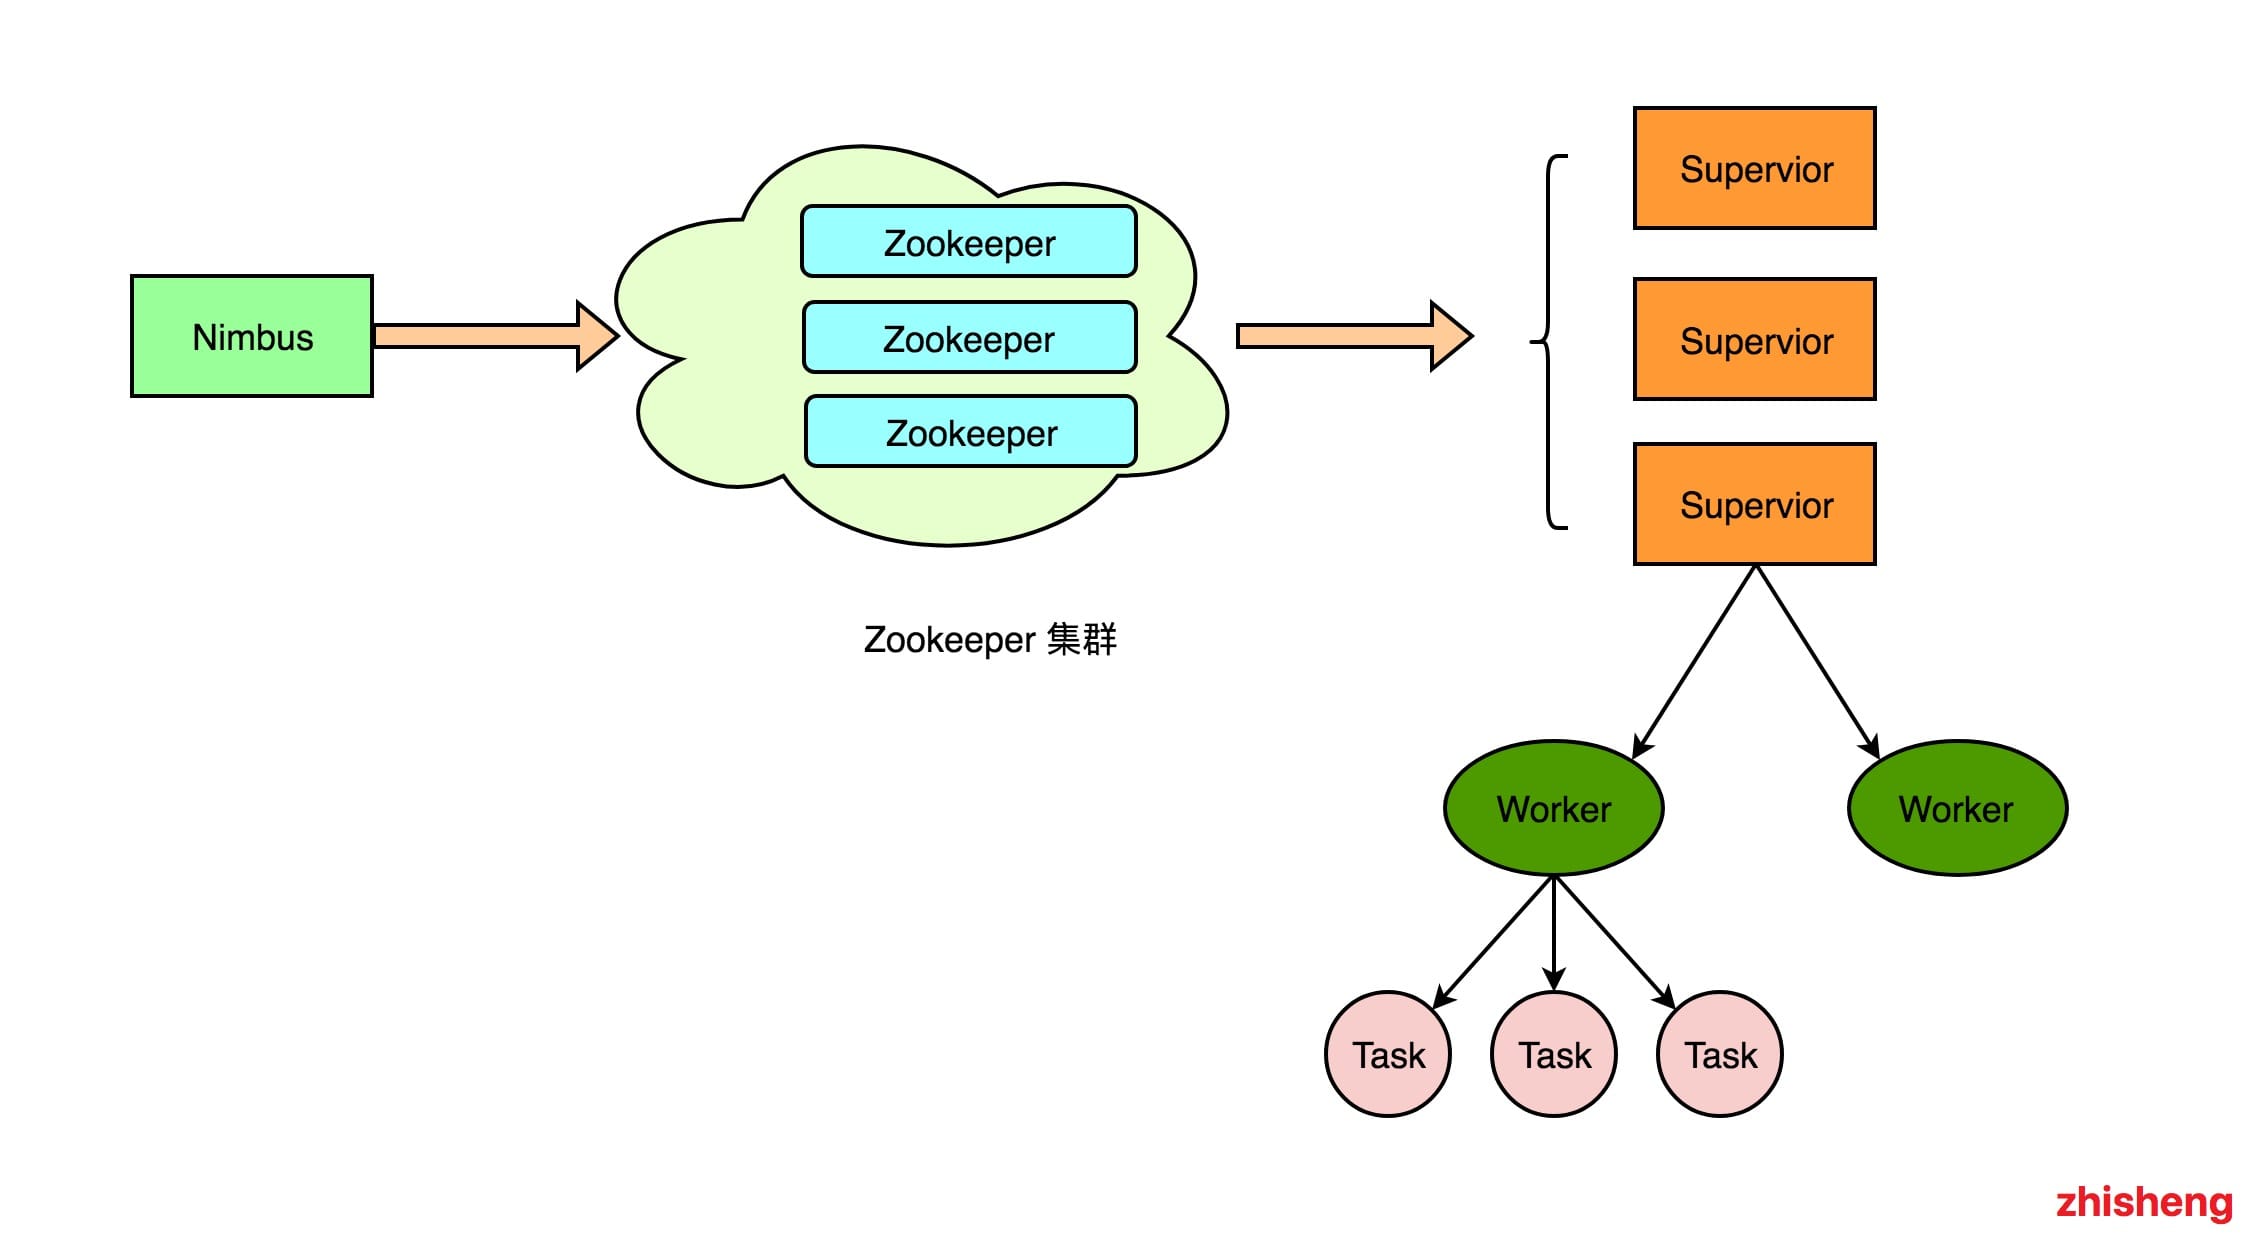 Nimbus
Zookeeper
Zookeeper
Zookeeper
Zookeeper 集群
Supervior
Supervior
Supervior
Worker
Worker
Task
Task
Task
zhisheng